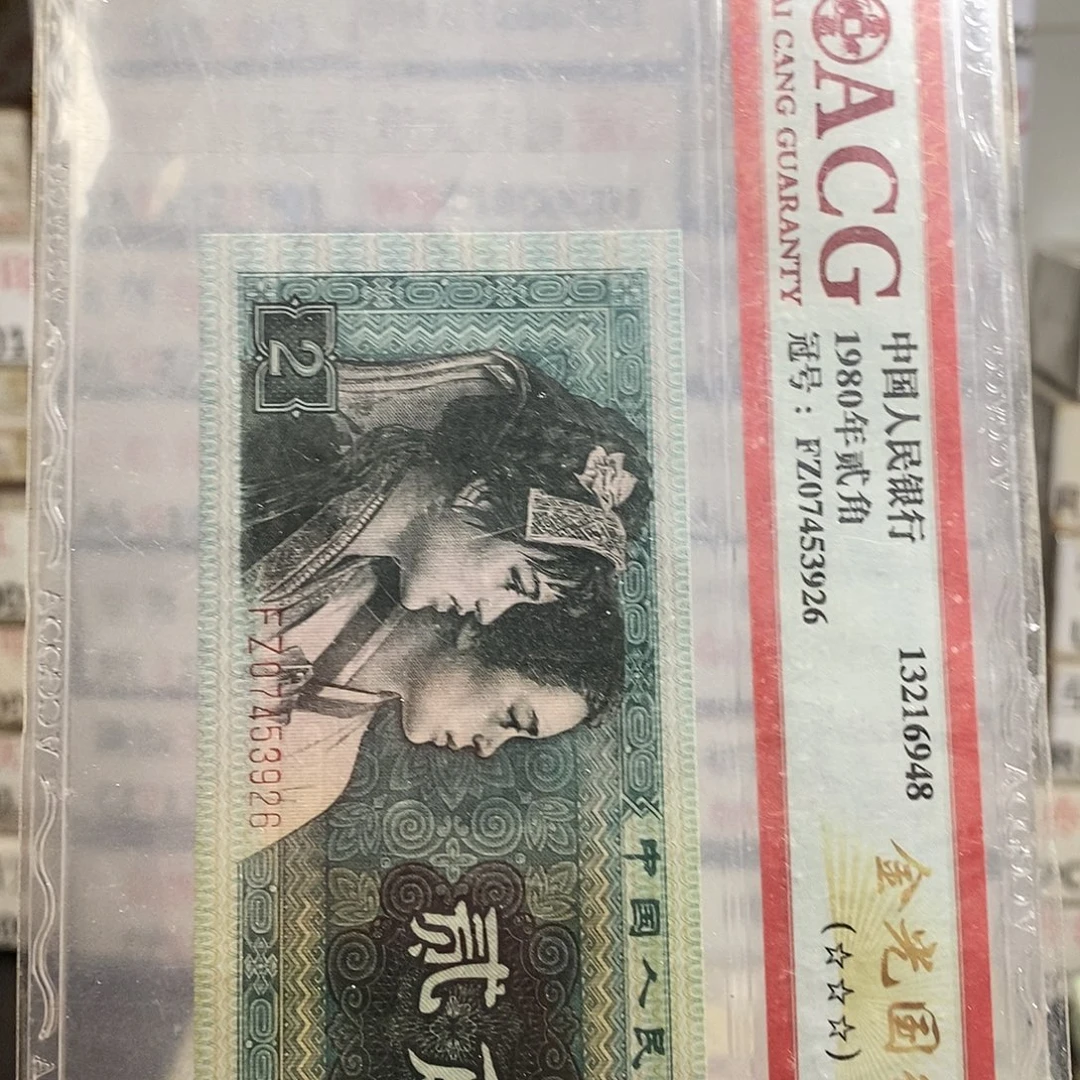 ACG
AI CANG GUARANTY
中国人民银行
1980年贰角
冠号：FZ07453926
13216948
金光国
(☆☆☆)
中国人民
2
FZ07453926
贰